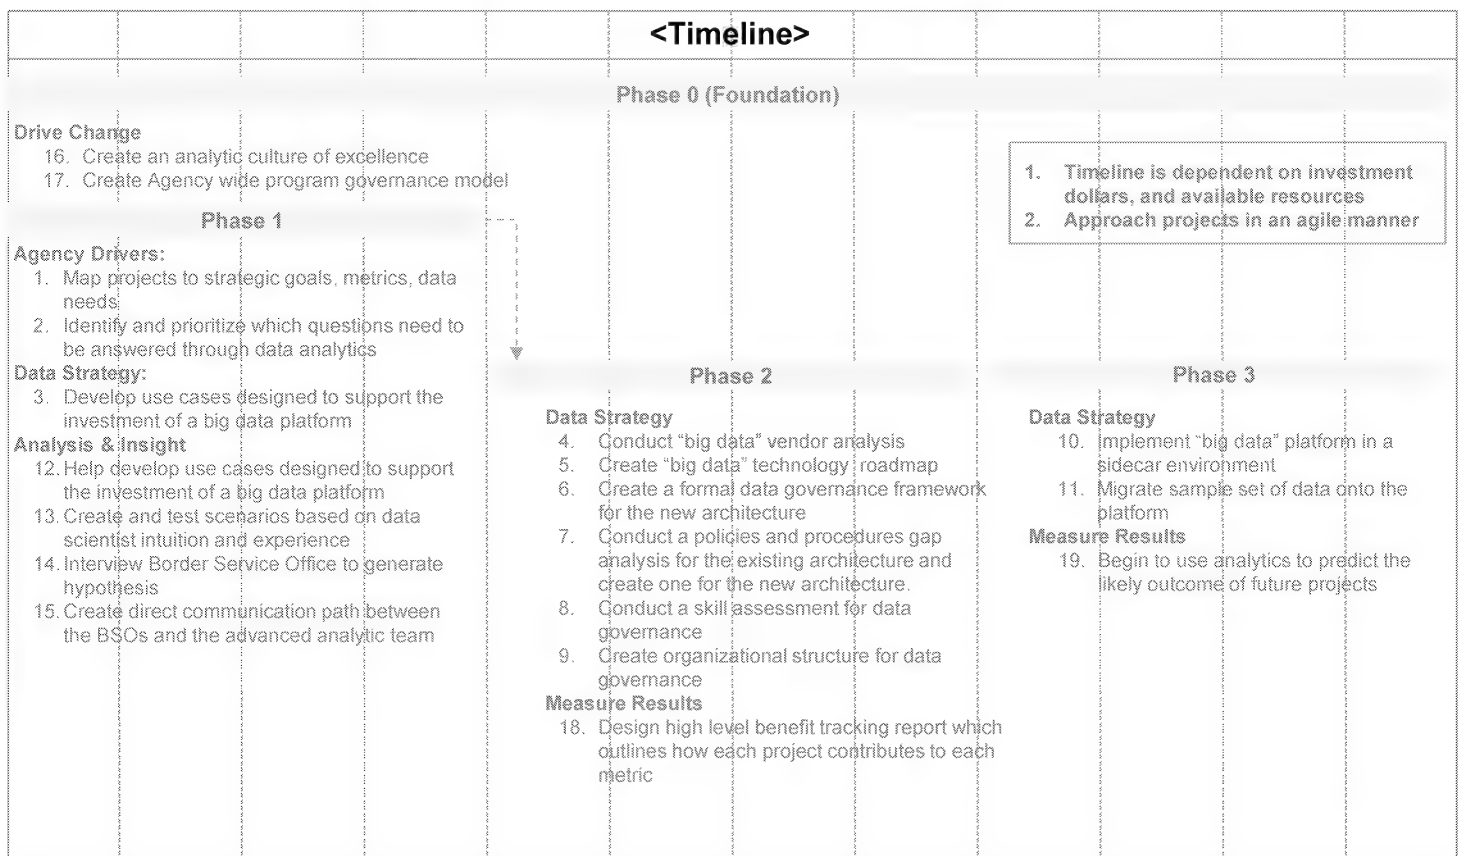 <Timeline>
Phase 0 (Foundation)
Drive Change
16. Create an analytic culture of excellence
17. Create Agency wide program governance model
1. Timeline is dependent on investment
dollars, and available resources
2. Approach projects in an agile manner
Phase 1
Agency Drivers:
1. Map projects to strategic goals, metrics, data
needs
2. Identify and prioritize which questions need to
be answered through data analytics
Data Strategy:
3. Develop use cases designed to support the
investment of a big data platform
Analysis & Insight
12. Help develop use cases designed to support
the investment of a big data platform
13. Create and test scenarios based on data
scientist intuition and experience
14. Interview Border Service Office to generate
hypothesis
15. Create direct communication path between
the BSOs and the advanced analytic team
Phase 2
Data Strategy
4. Conduct “big data” vendor analysis
5. Create “big data” technology roadmap
6. Create a formal data governance framework
for the new architecture
7. Conduct a policies and procedures gap
analysis for the existing architecture and
create one for the new architecture.
8. Conduct a skill assessment for data
governance
9. Create organizational structure for data
governance
Measure Results
18. Design high level benefit tracking report which
outlines how each project contributes to each
metric
Phase 3
Data Strategy
10. Implement “big data” platform in a
sidecar environment
11. Migrate sample set of data onto the
platform
Measure Results
19. Begin to use analytics to predict the
likely outcome of future projects